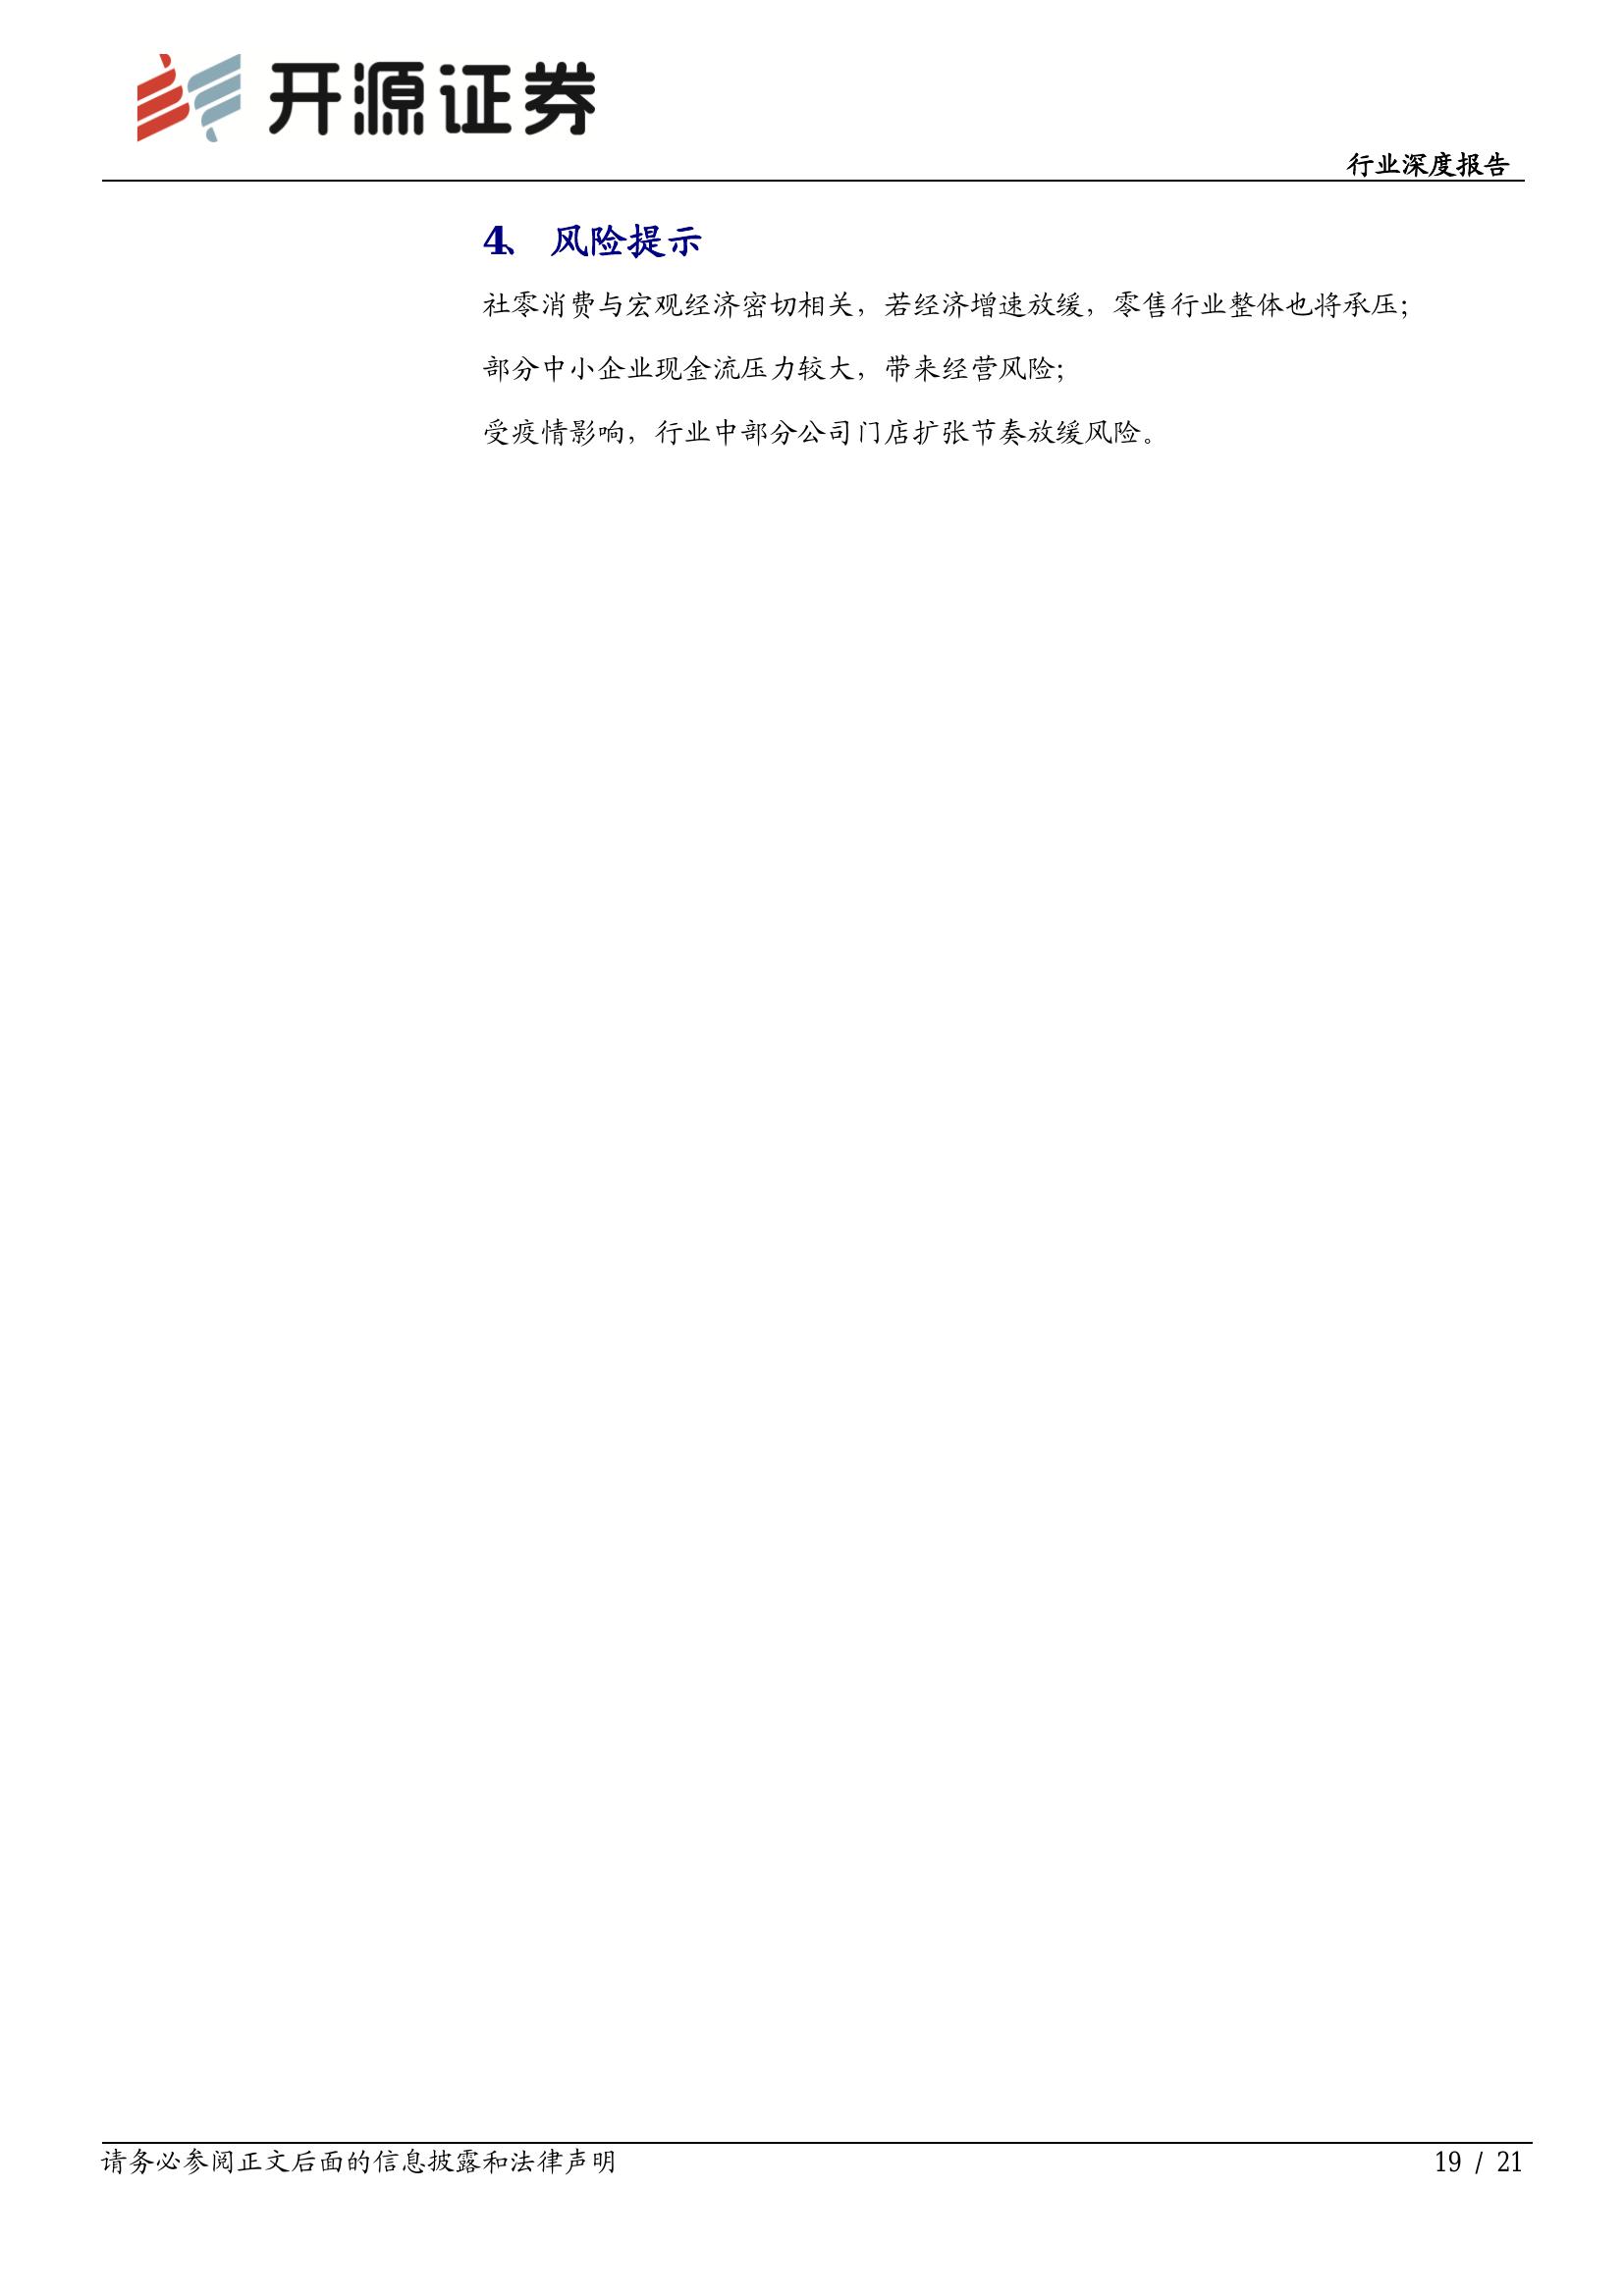 开源证券
行业深度报告
4、 风险提示
社零消费与宏观经济密切相关，若经济增速放缓，零售行业整体也将承压；
部分中小企业现金流压力较大，带来经营风险；
受疫情影响，行业中部分公司门店扩张节奏放缓风险。
请务必参阅正文后面的信息披露和法律声明
19 / 21